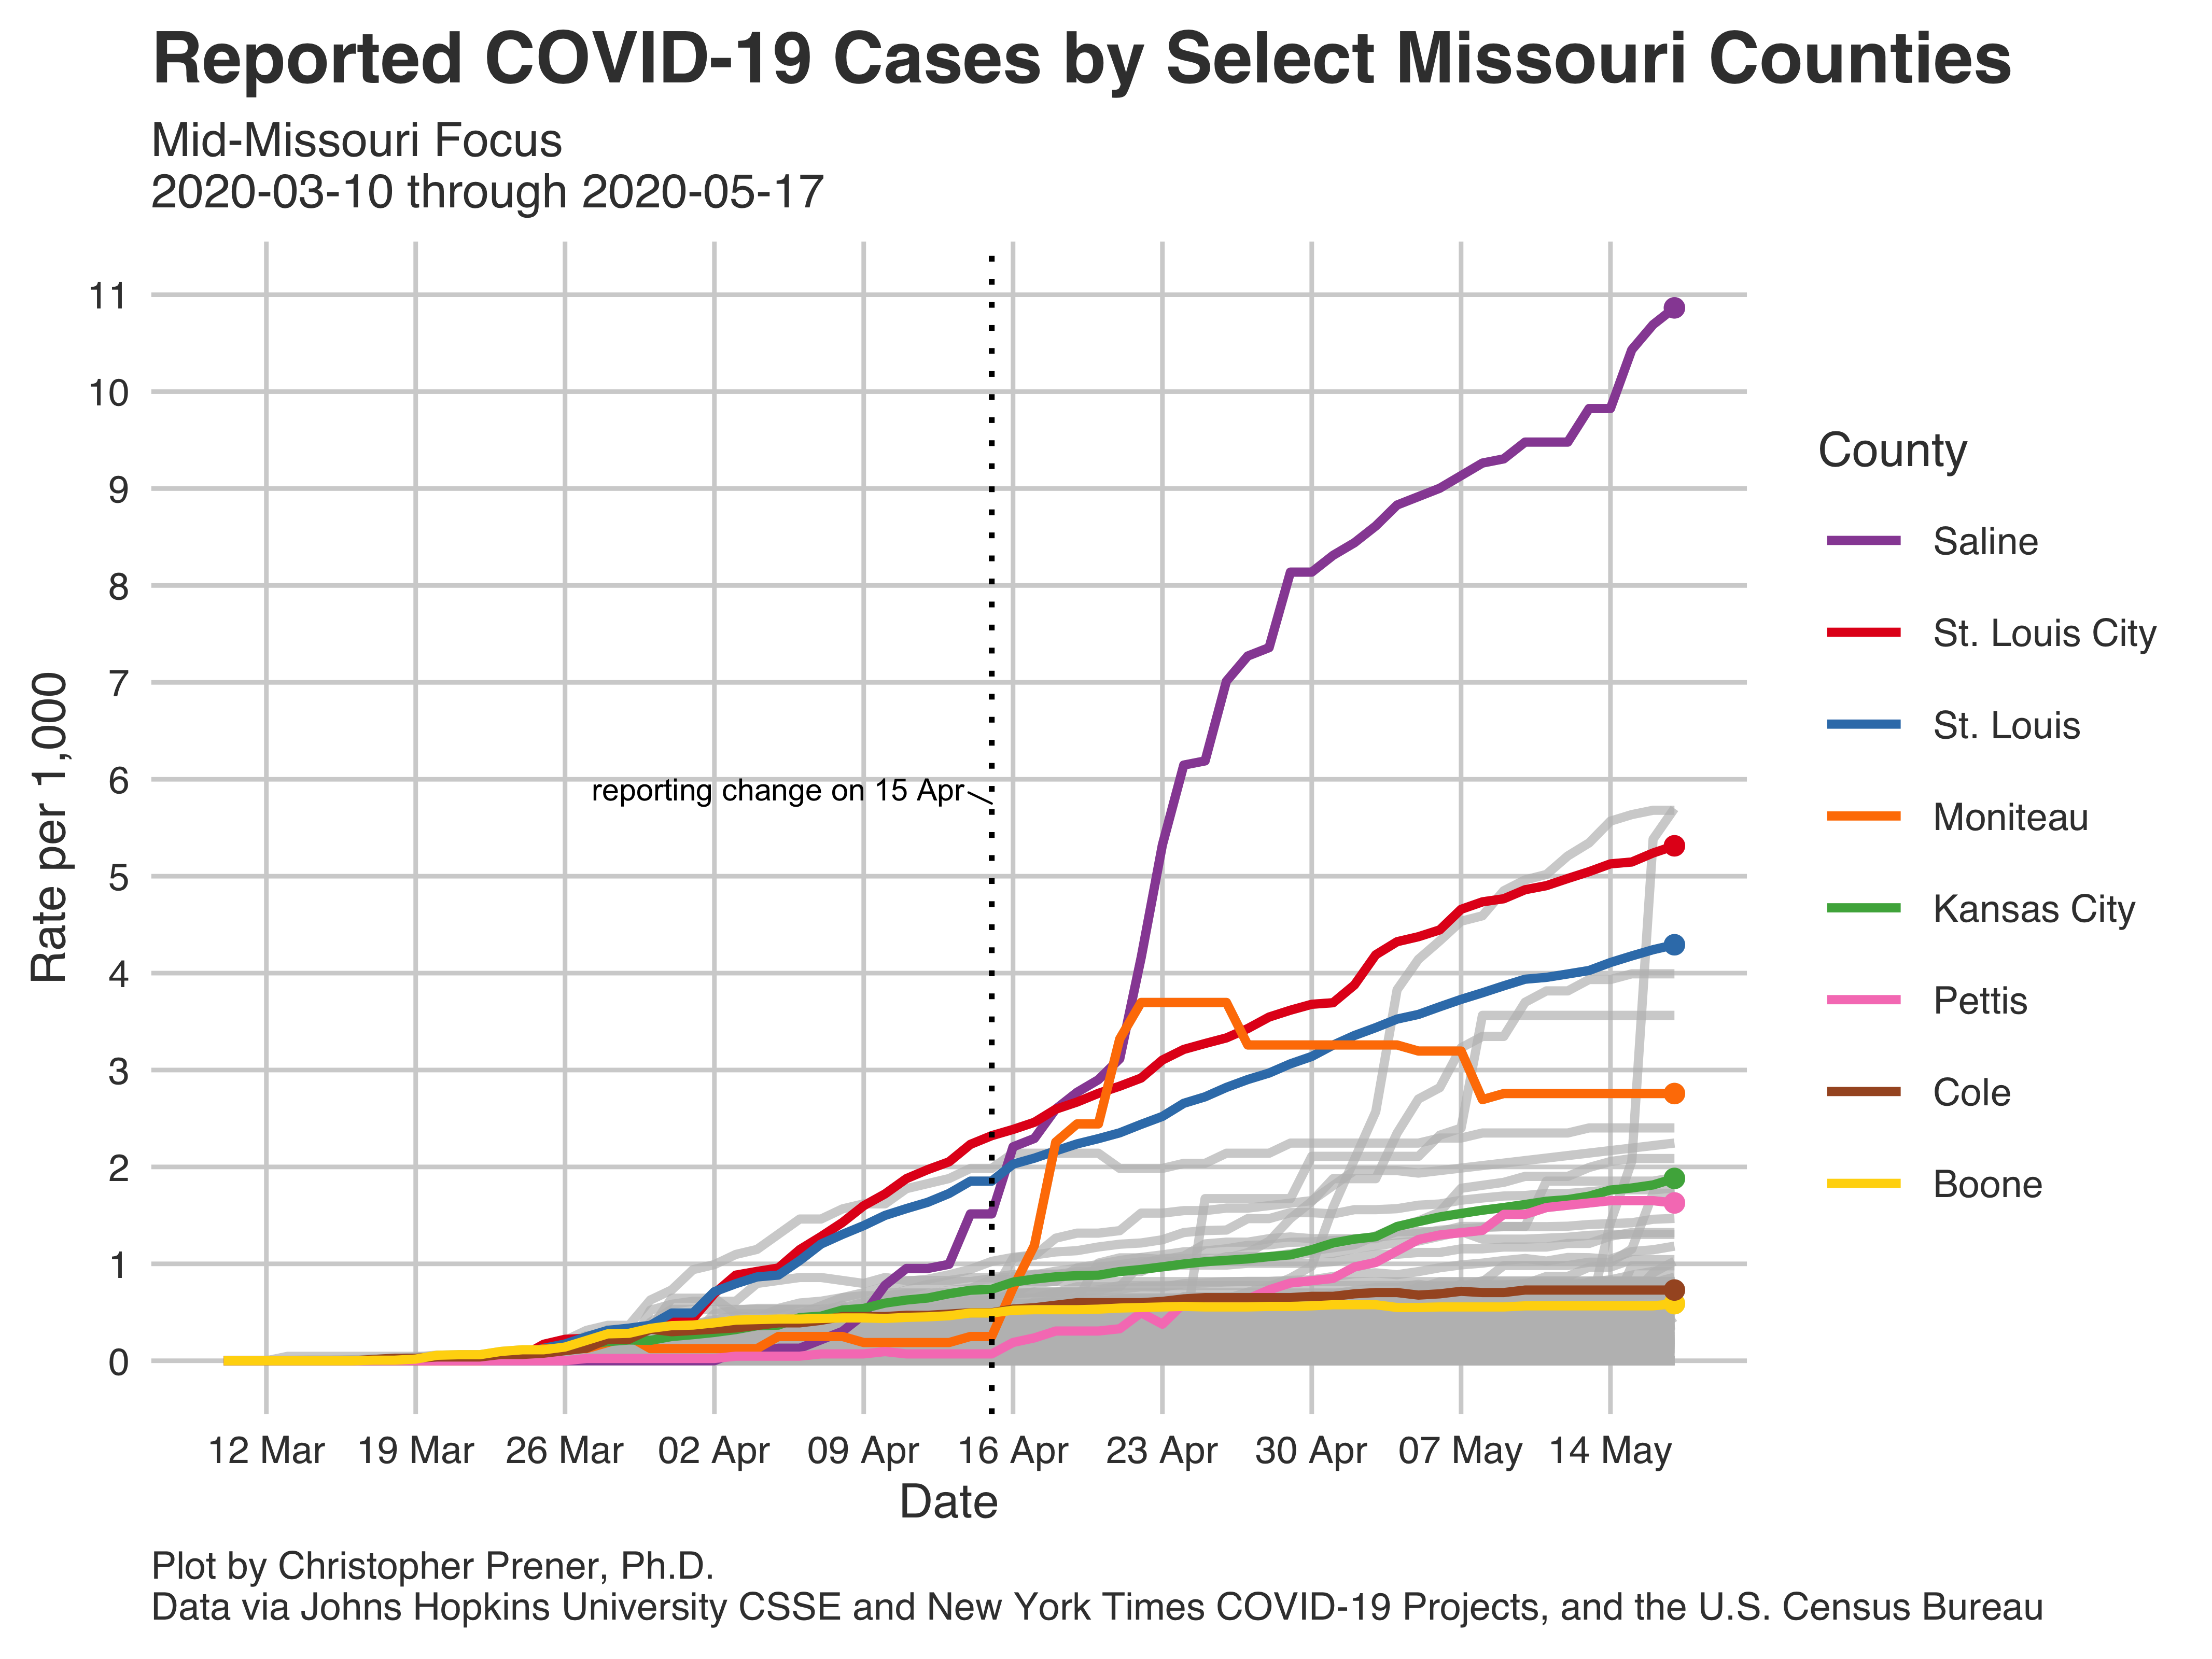 Reported COVID-19 Cases by Select Missouri Counties
Mid-Missouri Focus
2020-03-10 through 2020-05-17
Rate per 1,000
11
10
9
8
7
6
5
4
3
2
1
0
reporting change on 15 Apr
12 Mar
19 Mar
26 Mar
02 Apr
09 Apr
16 Apr
23 Apr
30 Apr
07 May
14 May
Date
County
Saline
St. Louis City
St. Louis
Moniteau
Kansas City
Pettis
Cole
Boone
Plot by Christopher Prener, Ph.D.
Data via Johns Hopkins University CSSE and New York Times COVID-19 Projects, and the U.S. Census Bureau